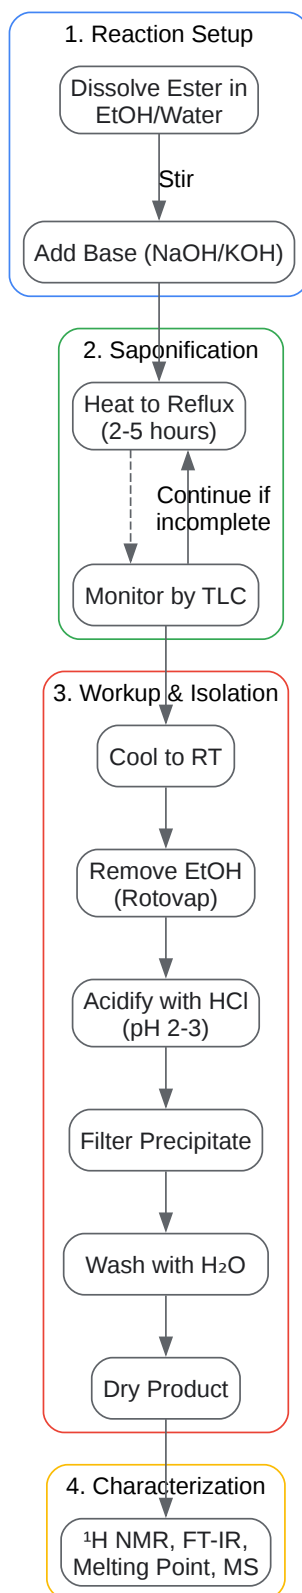 1. Reaction Setup
Dissolve Ester in
EtOH/Water
Stir
Add Base (NaOH/KOH)
2. Saponification
Heat to Reflux
(2-5 hours)
Continue if
incomplete
Monitor by TLC
3. Workup & Isolation
Cool to RT
Remove EtOH
(Rotovap)
Acidify with HCl
(pH 2-3)
Filter Precipitate
Wash with H₂O
Dry Product
4. Characterization
¹H NMR, FT-IR,
Melting Point, MS